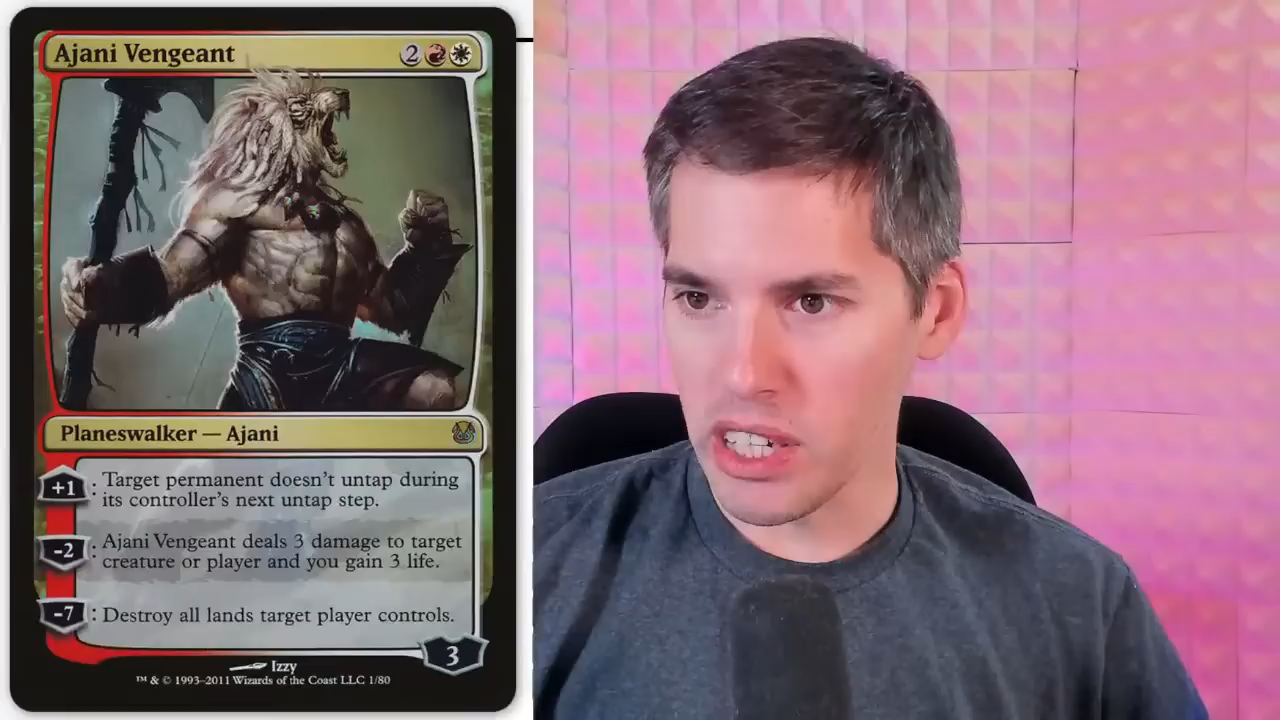 Ajani Vengeant 2
Planeswalker — Ajani
+1 : Target permanent doesn't untap during
its controller's next untap step.
-2 : Ajani Vengeant deals 3 damage to target
creature or player and you gain 3 life.
-7 : Destroy all lands target player controls.
3
Izzy
™ & © 1993–2011 Wizards of the Coast LLC 1/80